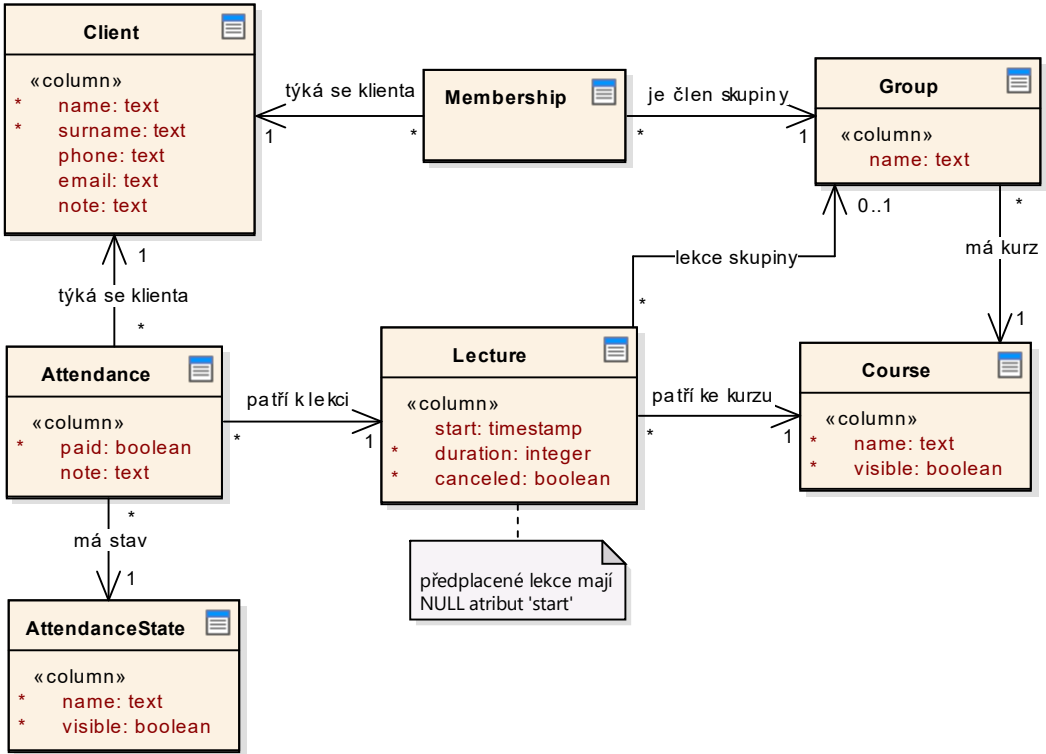 Client
«column»
* name: text
* surname: text
phone: text
email: text
note: text
týká se klienta
1
*
Membership
je člen skupiny
*
1
Group
«column»
name: text
0..1
*
má kurz
1
lekce skupiny
*
1
týká se klienta
*
Attendance
«column»
* paid: boolean
note: text
patří k lekci
*
1
Lecture
«column»
start: timestamp
* duration: integer
* canceled: boolean
patří ke kurzu
*
1
Course
«column»
* name: text
* visible: boolean
předplacené lekce mají
NULL atribut 'start'
*
má stav
1
AttendanceState
«column»
* name: text
* visible: boolean